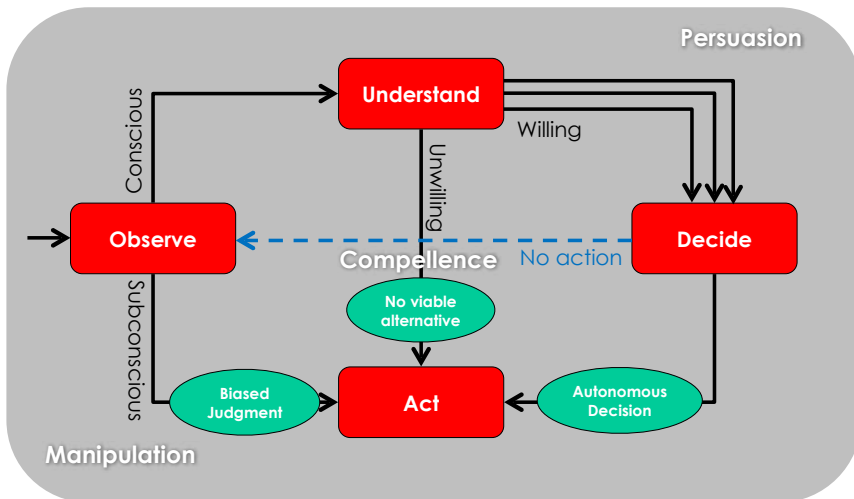 Persuasion
Understand
Conscious
Willing
Unwilling
Observe
Decide
Compellence
No action
Subconscious
No viable
alternative
Biased
Judgment
Act
Autonomous
Decision
Manipulation